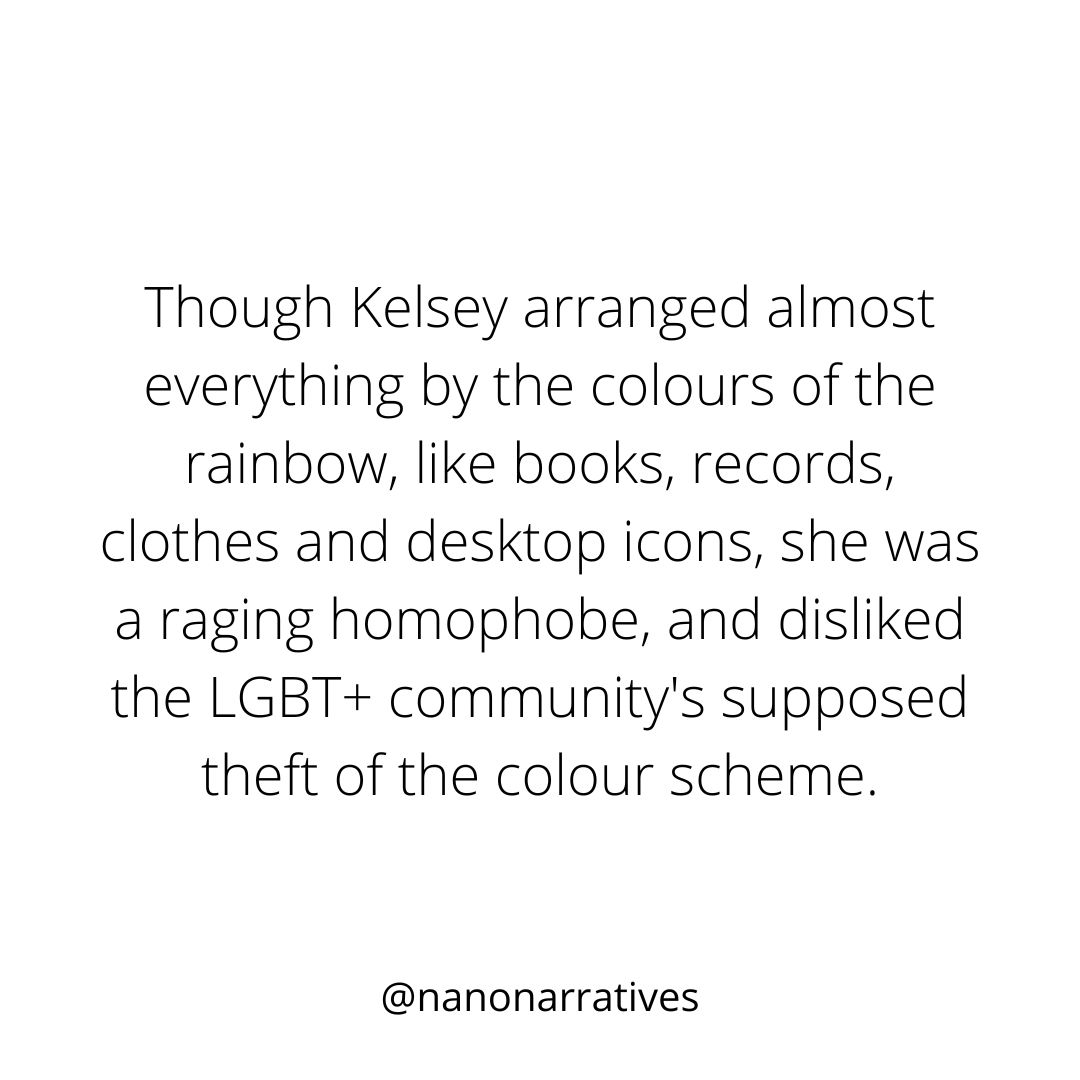 Though Kelsey arranged almost
everything by the colours of the
rainbow, like books, records,
clothes and desktop icons, she was
a raging homophobe, and disliked
the LGBT+ community's supposed
theft of the colour scheme.
@nanonarratives